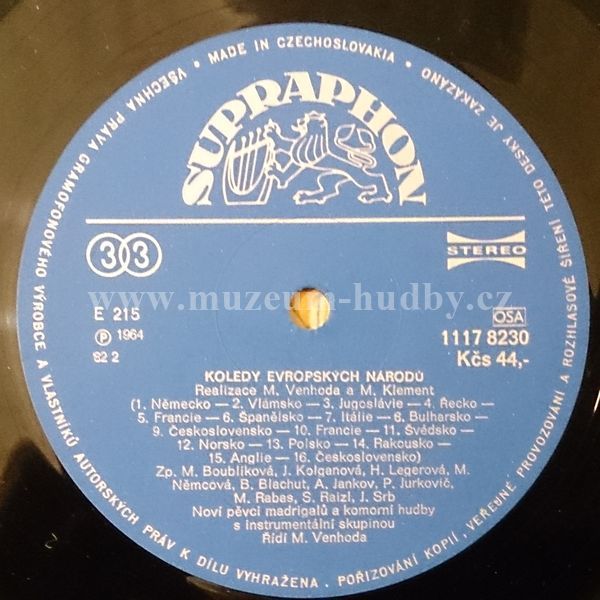 VŠECHNA PRÁVA GRAMOFONOVÉHO VÝROBCE A VLASTNÍKŮ AUTORSKÝCH PRÁV K DÍLU VYHRAŽENA. POŘIZOVÁNÍ KOPIÍ, VEŘEJNÉ PROVOZOVÁNÍ A ROZHLASOVÉ ŠÍŘENÍ TÉTO DESKY JE ZAKÁZÁNO
• MADE IN CZECHOSLOVAKIA •
SUPRAPHON
33
STEREO
www.muzeum-hudby.cz
E 215
OSA
Ⓟ 1964
1117 8230
82 2
Kčs 44,-
KOLEDY EVROPSKÝCH NÁRODŮ
Realizace M. Venhoda a M. Klement
(1. Německo — 2. Vlámsko — 3. Jugoslávie — 4. Řecko —
5. Francie — 6. Španělsko — 7. Itálie — 8. Bulharsko —
9. Československo — 10. Francie — 11. Švédsko —
12. Norsko — 13. Polsko — 14. Rakousko —
15. Anglie — 16. Československo)
Zp. M. Boublíková, J. Kolganová, H. Legerová, M.
Němcová, B. Blachut, A. Jankov, P. Jurkovič,
M. Rabas, S. Raizl, J. Srb
Noví pěvci madrigalů a komorní hudby
s instrumentální skupinou
Řídí M. Venhoda